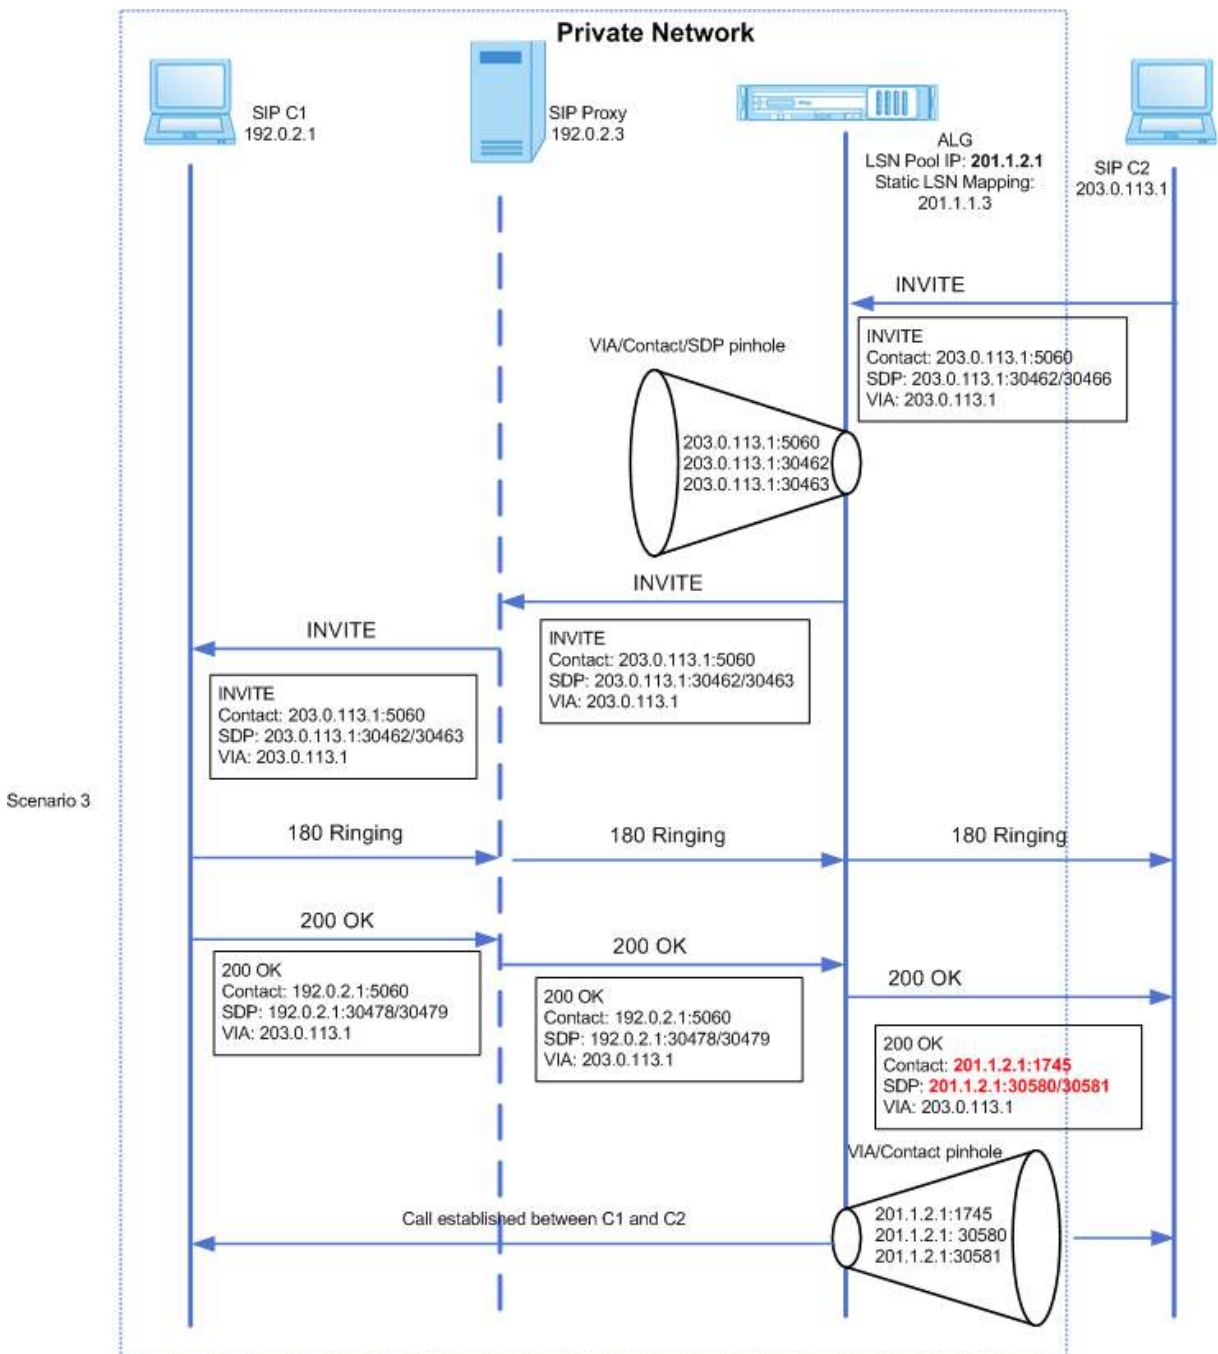 Private Network
SIP C1
192.0.2.1
SIP Proxy
192.0.2.3
ALG
LSN Pool IP: 201.1.2.1
Static LSN Mapping:
201.1.1.3
SIP C2
203.0.113.1
INVITE
INVITE
Contact: 203.0.113.1:5060
SDP: 203.0.113.1:30462/30466
VIA: 203.0.113.1
VIA/Contact/SDP pinhole
203.0.113.1:5060
203.0.113.1:30462
203.0.113.1:30463
INVITE
INVITE
Contact: 203.0.113.1:5060
SDP: 203.0.113.1:30462/30463
VIA: 203.0.113.1
INVITE
INVITE
Contact: 203.0.113.1:5060
SDP: 203.0.113.1:30462/30463
VIA: 203.0.113.1
Scenario 3
180 Ringing
180 Ringing
180 Ringing
200 OK
200 OK
Contact: 192.0.2.1:5060
SDP: 192.0.2.1:30478/30479
VIA: 203.0.113.1
200 OK
200 OK
Contact: 192.0.2.1:5060
SDP: 192.0.2.1:30478/30479
VIA: 203.0.113.1
200 OK
200 OK
Contact: 201.1.2.1:1745
SDP: 201.1.2.1:30580/30581
VIA: 203.0.113.1
VIA/Contact pinhole
201.1.2.1:1745
201.1.2.1: 30580
201.1.2.1:30581
Call established between C1 and C2